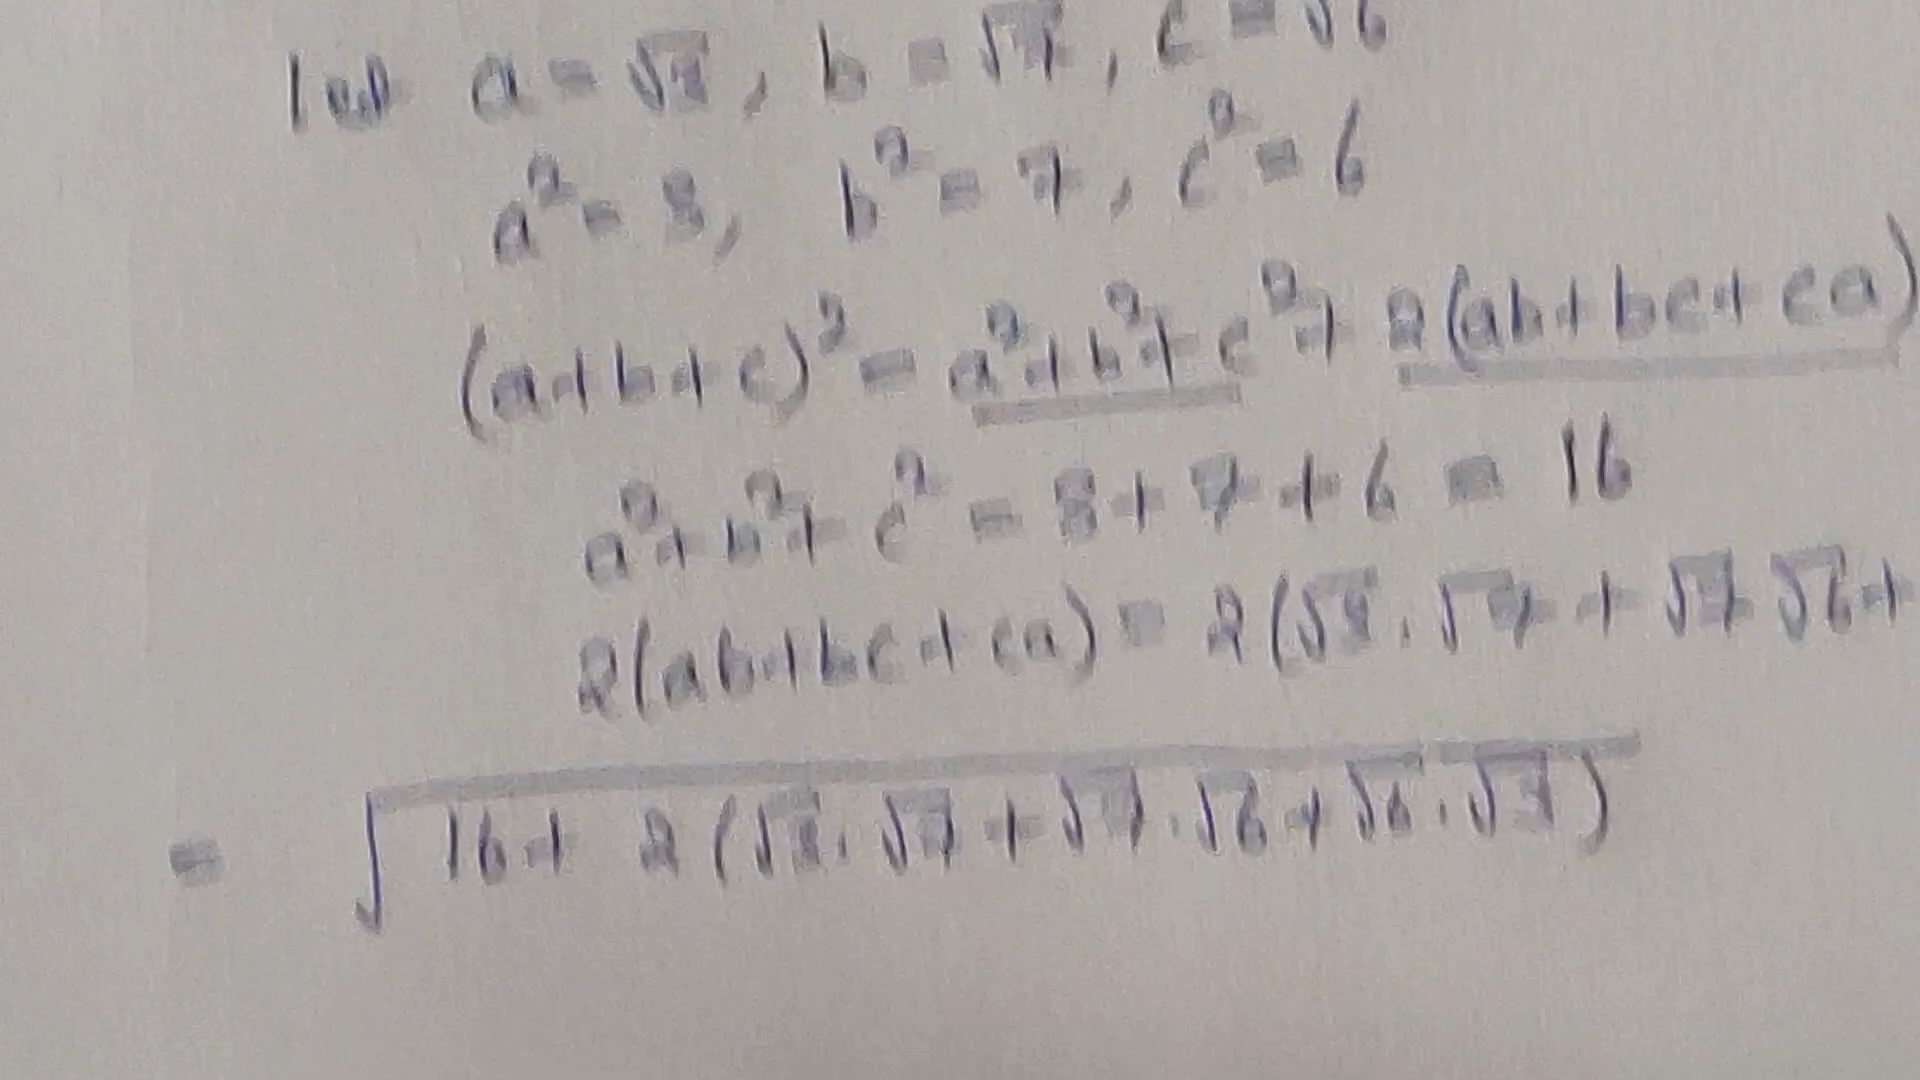 let a = √3, b = √7, c = √6
a² = 3, b² = 7, c² = 6
(a+b+c)² = a²+b²+c²+ 2(ab+bc+ca)
a²+b²+c² = 3+7+6 = 16
2(ab+bc+ca) = 2(√3.√7 + √7 √6+
= √16+ 2(√3.√7+√7.√6+√6.√3)